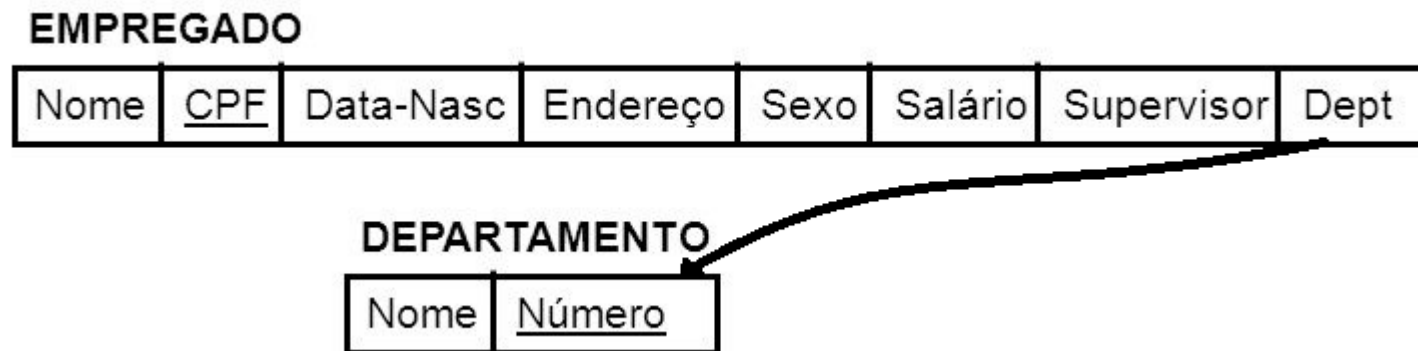 EMPREGADO
Nome CPF Data-Nasc Endereço Sexo Salário Supervisor Dept
DEPARTAMENTO
Nome Número